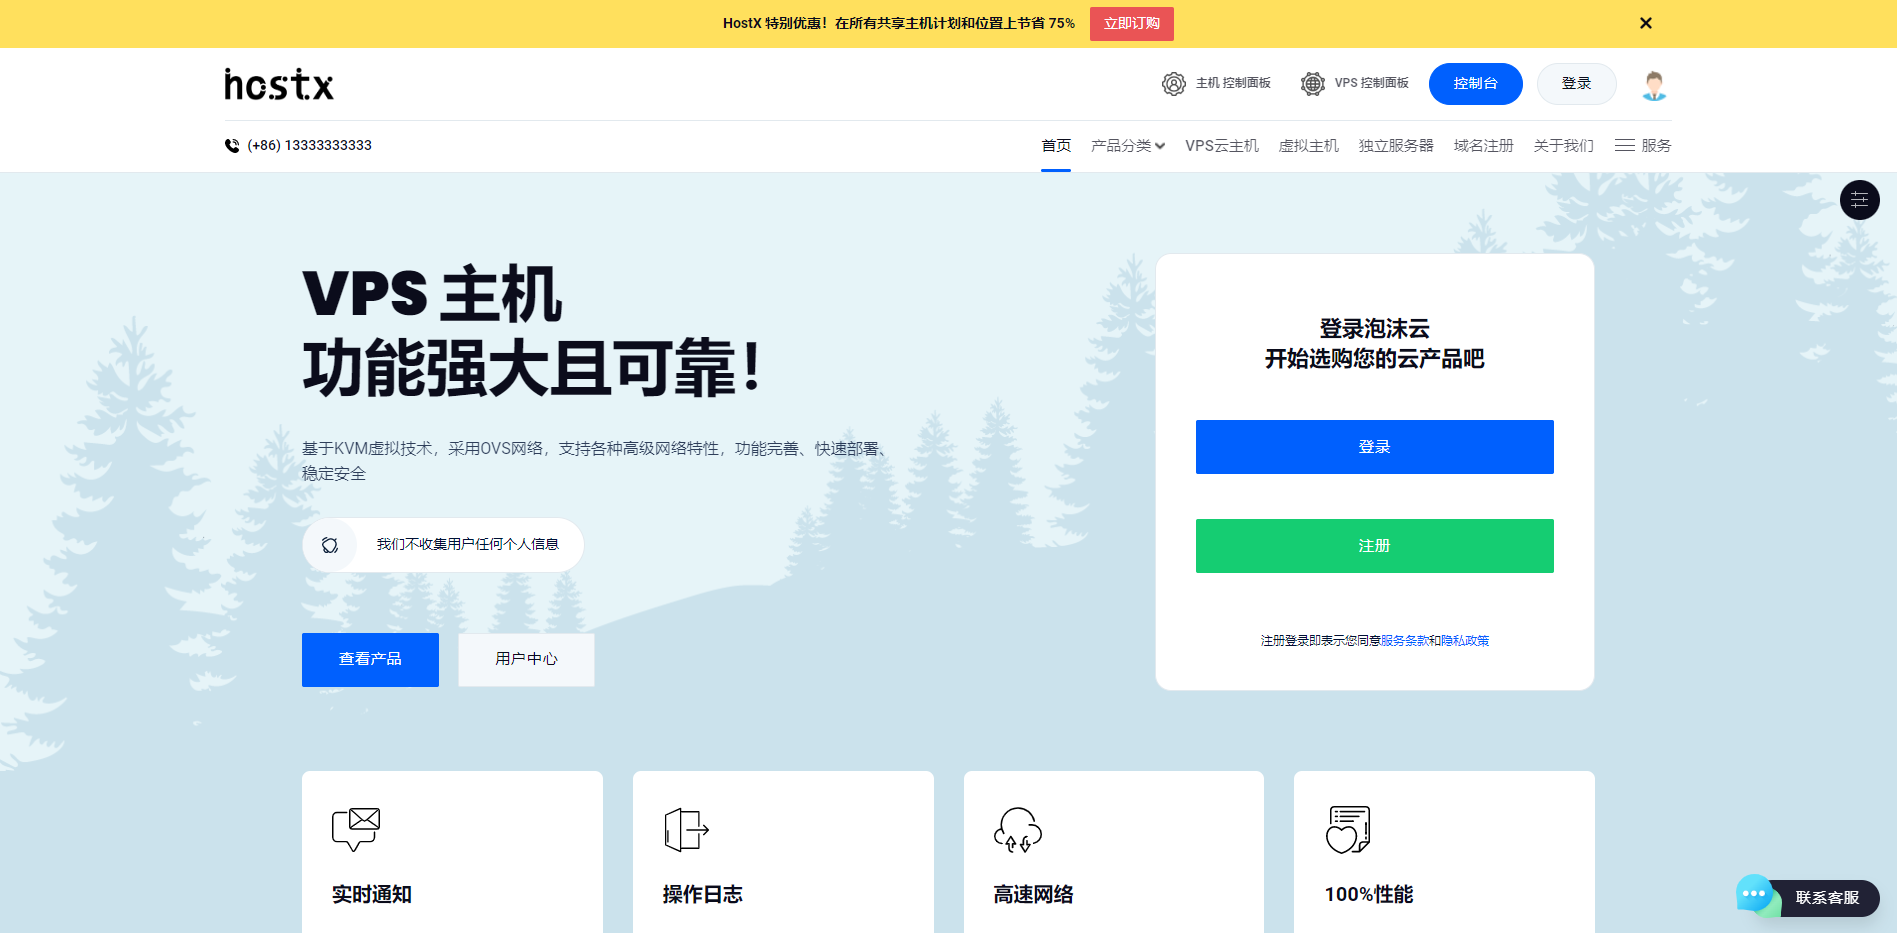 HostX 特别优惠！在所有共享主机计划和位置上节省 75%
立即订购
hostx
主机 控制面板
VPS 控制面板
控制台
登录
(+86) 13333333333
首页
产品分类
VPS云主机
虚拟主机
独立服务器
域名注册
关于我们
服务
VPS 主机
功能强大且可靠！
基于KVM虚拟技术，采用OVS网络，支持各种高级网络特性，功能完善、快速部署、
稳定安全
我们不收集用户任何个人信息
查看产品
用户中心
登录泡沫云
开始选购您的云产品吧
登录
注册
注册登录即表示您同意服务条款和隐私政策
实时通知
操作日志
高速网络
100%性能
联系客服